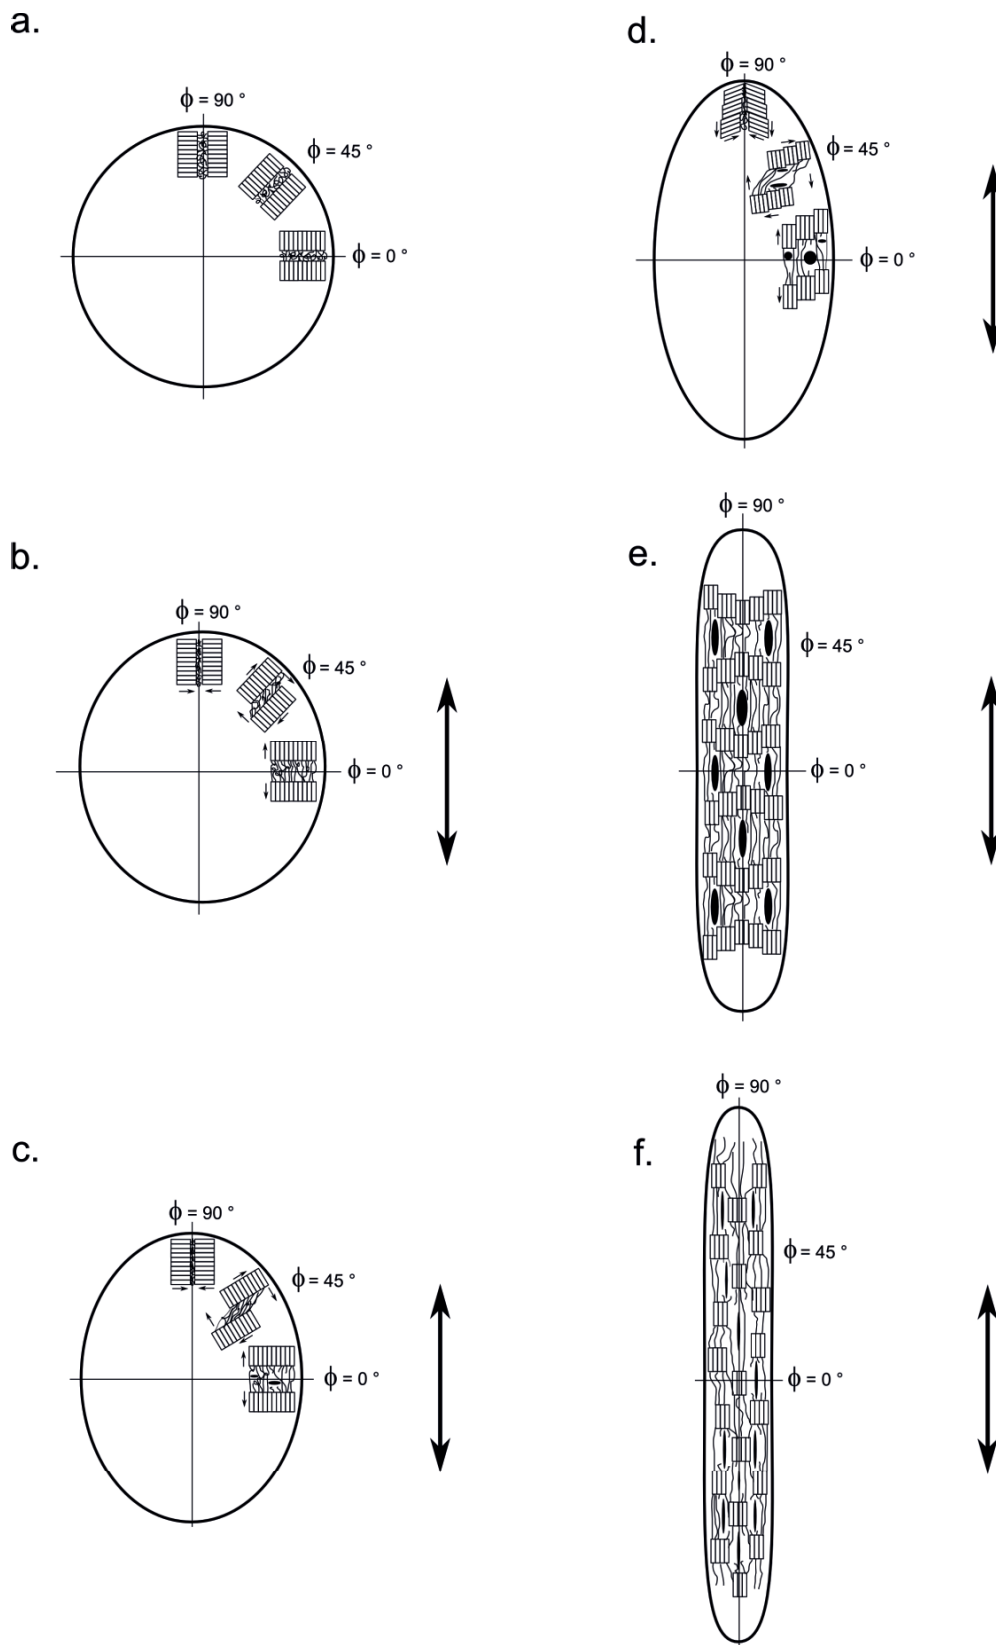 a.
ϕ = 90 °
ϕ = 45 °
ϕ = 0 °
b.
ϕ = 90 °
ϕ = 45 °
ϕ = 0 °
c.
ϕ = 90 °
ϕ = 45 °
ϕ = 0 °
d.
ϕ = 90 °
ϕ = 45 °
ϕ = 0 °
e.
ϕ = 90 °
ϕ = 45 °
ϕ = 0 °
f.
ϕ = 90 °
ϕ = 45 °
ϕ = 0 °